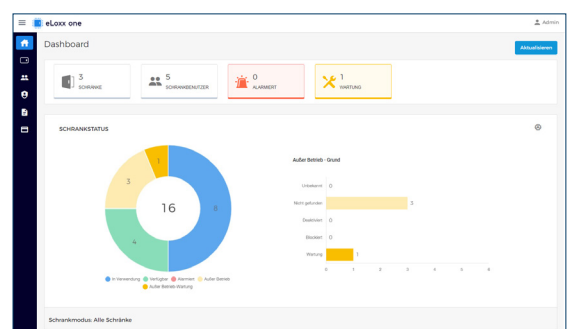 eLoxx one
Admin
Dashboard
Aktualisieren
3
SCHRÄNKE
5
SCHRANKBENUTZER
0
ALARMIERT
1
WARTUNG
SCHRANKSTATUS
1
3
16
8
4
In Verwendung Verfügbar Alarmen Außer Betrieb
Außer Betrieb-Wartung
Außer Betrieb - Grund
Unbekannt 0
Nicht gefunden 3
Deaktiviert 0
Blockiert 0
Wartung 1
0 1 2 3 4 5 6
Schrankmodus: Alle Schränke